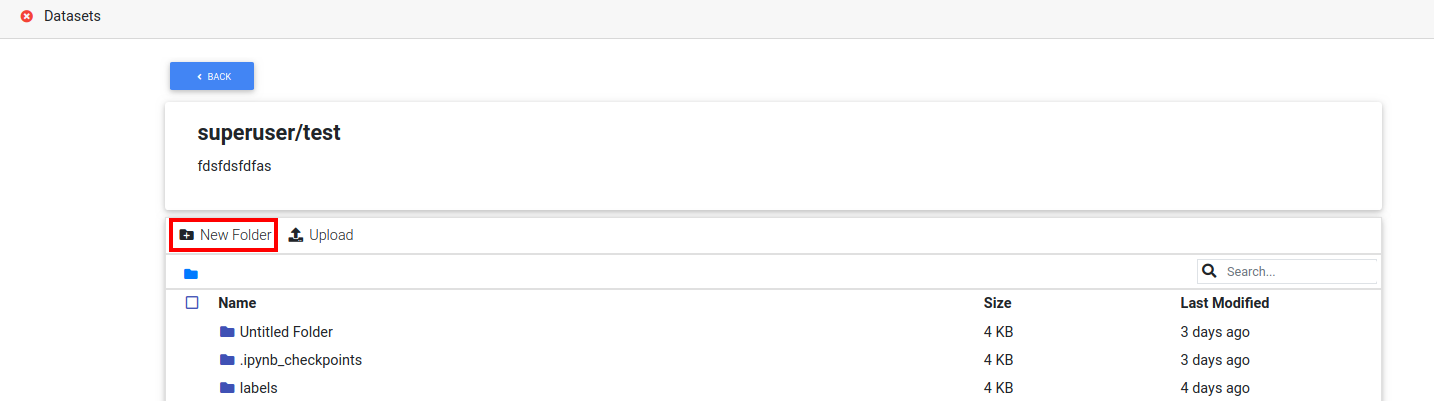 Datasets
BACK
superuser/test
fdsfdsfdfas
New Folder Upload
Search...
Name Size Last Modified
Untitled Folder 4 KB 3 days ago
.ipynb_checkpoints 4 KB 3 days ago
labels 4 KB 4 days ago